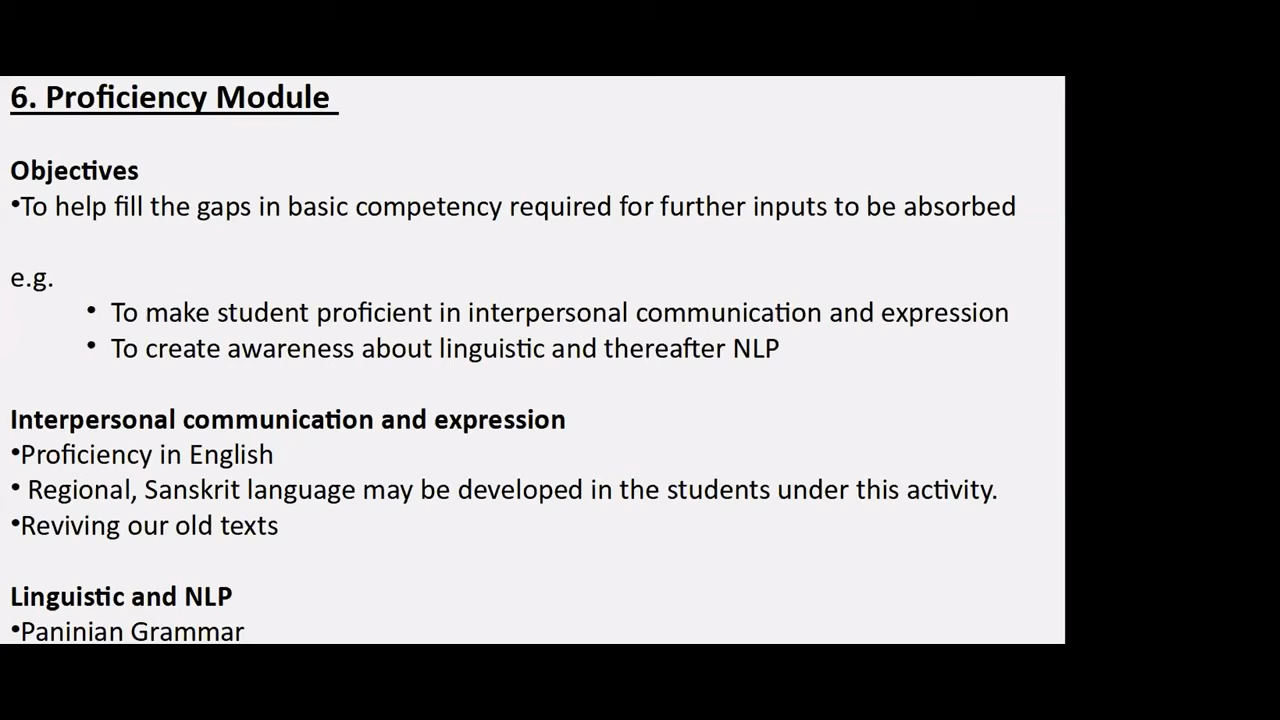 6. Proficiency Module
Objectives
•To help fill the gaps in basic competency required for further inputs to be absorbed
e.g.
• To make student proficient in interpersonal communication and expression
• To create awareness about linguistic and thereafter NLP
Interpersonal communication and expression
•Proficiency in English
• Regional, Sanskrit language may be developed in the students under this activity.
•Reviving our old texts
Linguistic and NLP
•Paninian Grammar